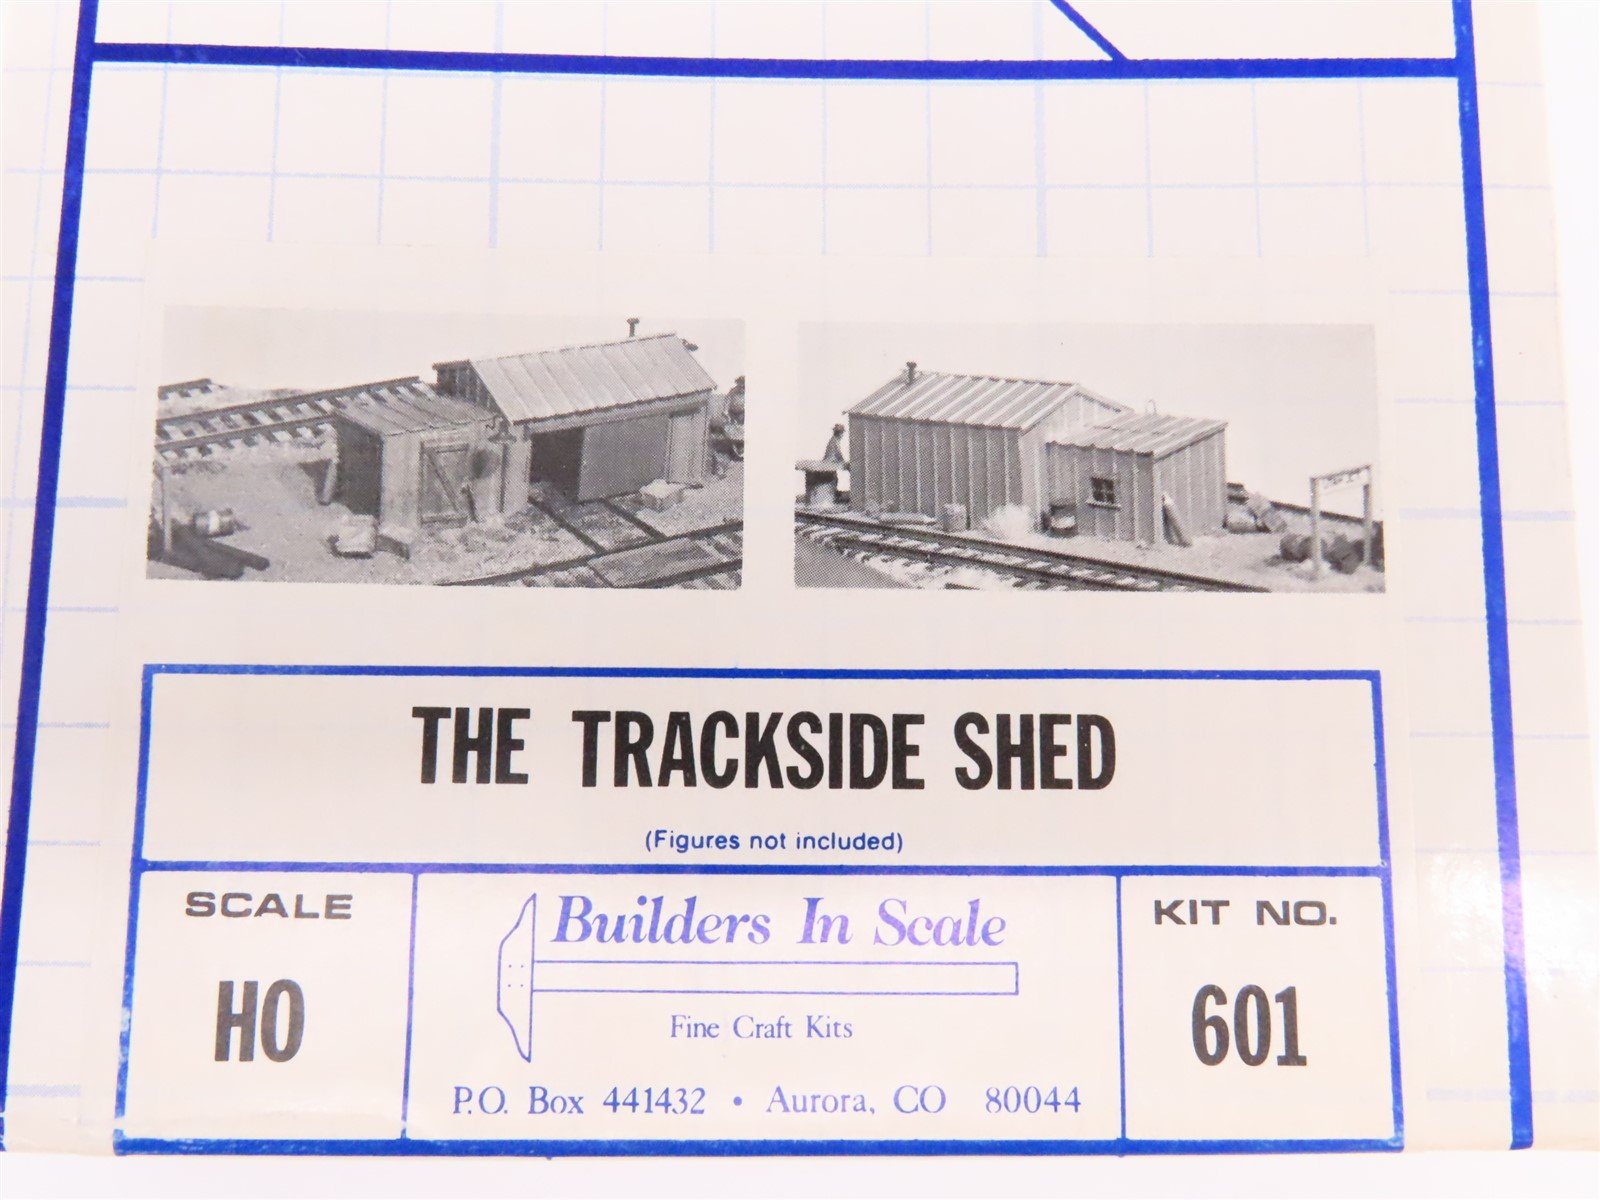 THE TRACKSIDE SHED
(Figures not included)
SCALE
HO
Builders In Scale
Fine Craft Kits
P.O. Box 441432 • Aurora, CO 80044
KIT NO.
601